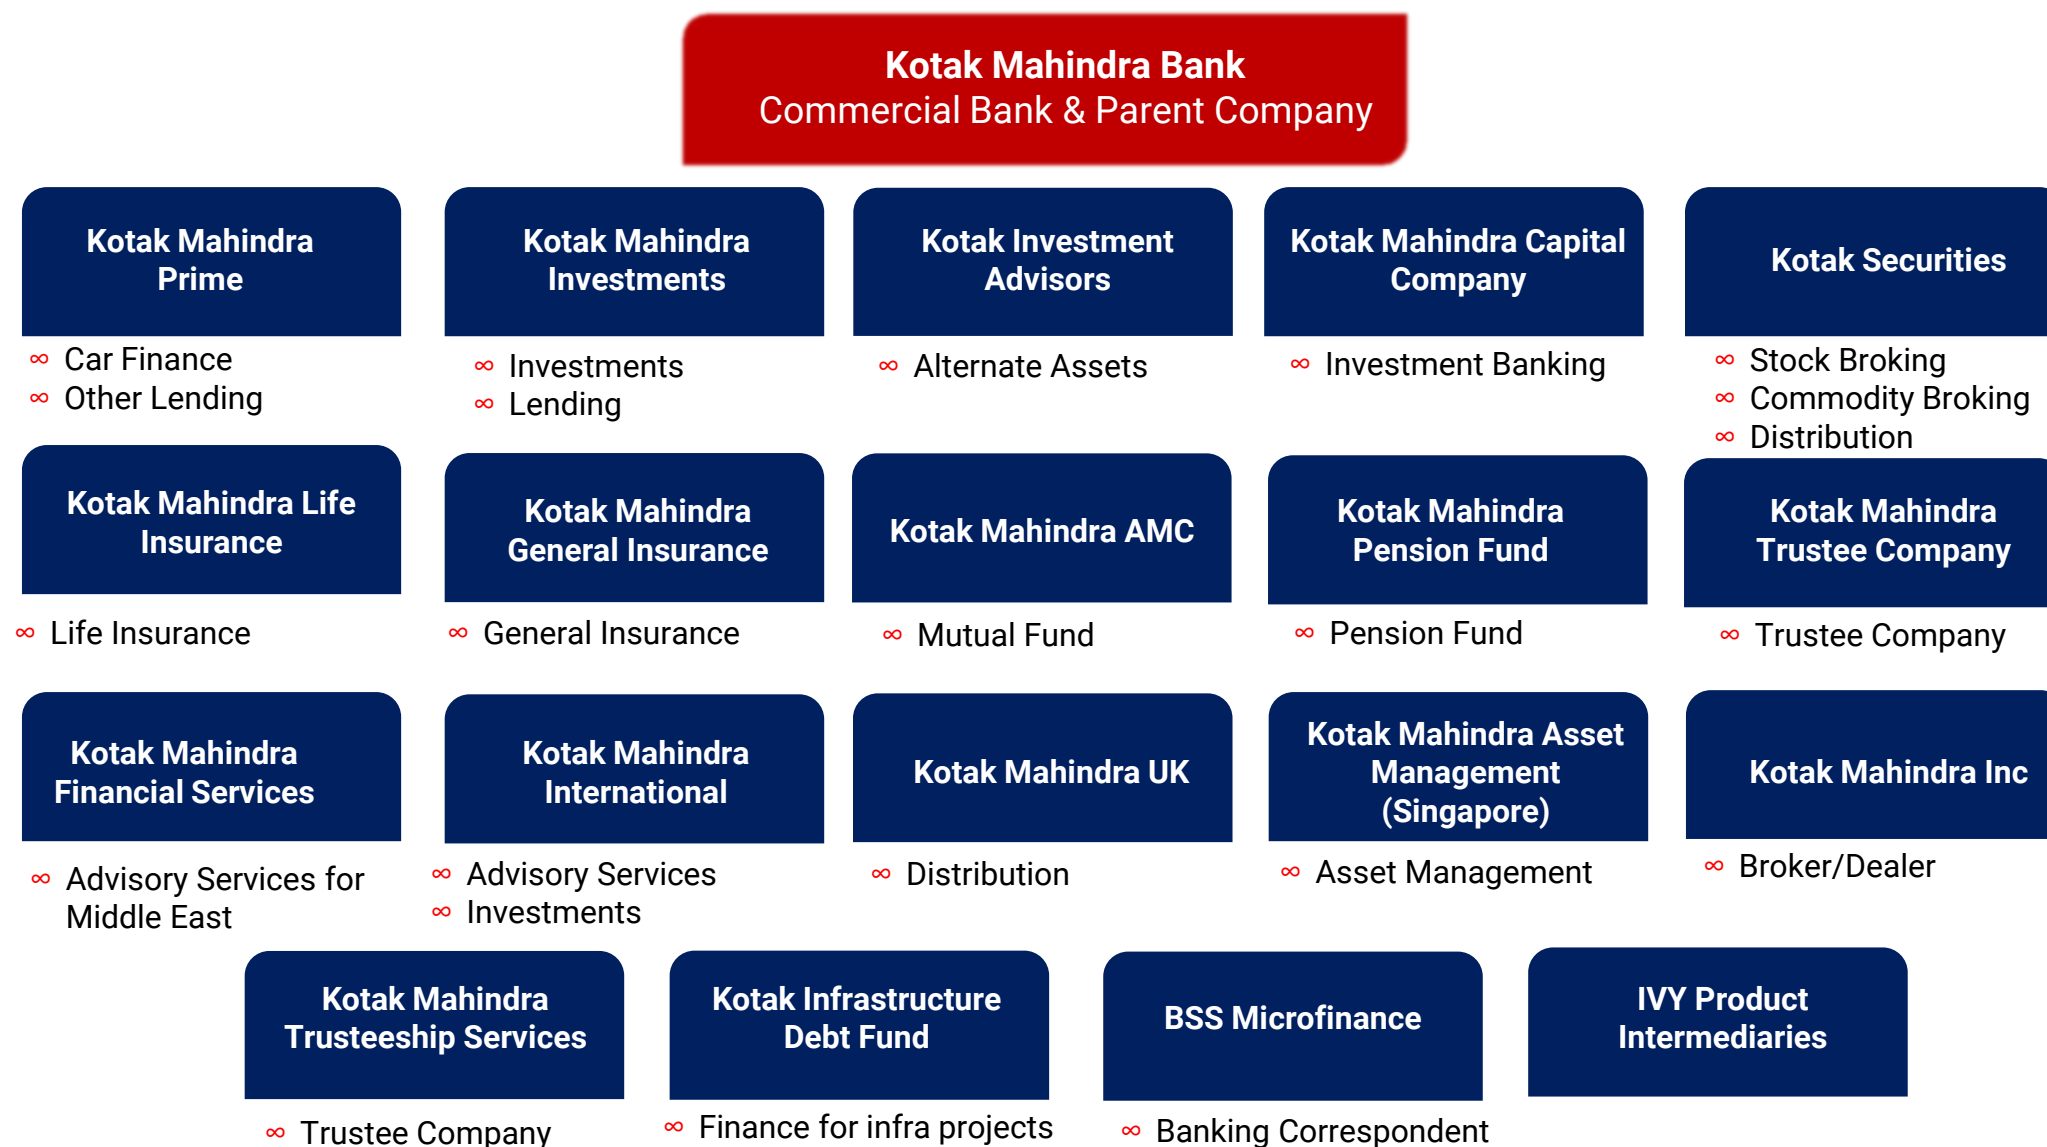 Kotak Mahindra Bank
Commercial Bank & Parent Company
Kotak Mahindra
Prime
∞ Car Finance
∞ Other Lending
Kotak Mahindra
Investments
∞ Investments
∞ Lending
Kotak Investment
Advisors
∞ Alternate Assets
Kotak Mahindra Capital
Company
∞ Investment Banking
Kotak Securities
∞ Stock Broking
∞ Commodity Broking
∞ Distribution
Kotak Mahindra Life
Insurance
∞ Life Insurance
Kotak Mahindra
General Insurance
∞ General Insurance
Kotak Mahindra AMC
∞ Mutual Fund
Kotak Mahindra
Pension Fund
∞ Pension Fund
Kotak Mahindra
Trustee Company
∞ Trustee Company
Kotak Mahindra
Financial Services
∞ Advisory Services for
Middle East
Kotak Mahindra
International
∞ Advisory Services
∞ Investments
Kotak Mahindra UK
∞ Distribution
Kotak Mahindra Asset
Management
(Singapore)
∞ Asset Management
Kotak Mahindra Inc
∞ Broker/Dealer
Kotak Mahindra
Trusteeship Services
∞ Trustee Company
Kotak Infrastructure
Debt Fund
∞ Finance for infra projects
BSS Microfinance
∞ Banking Correspondent
IVY Product
Intermediaries